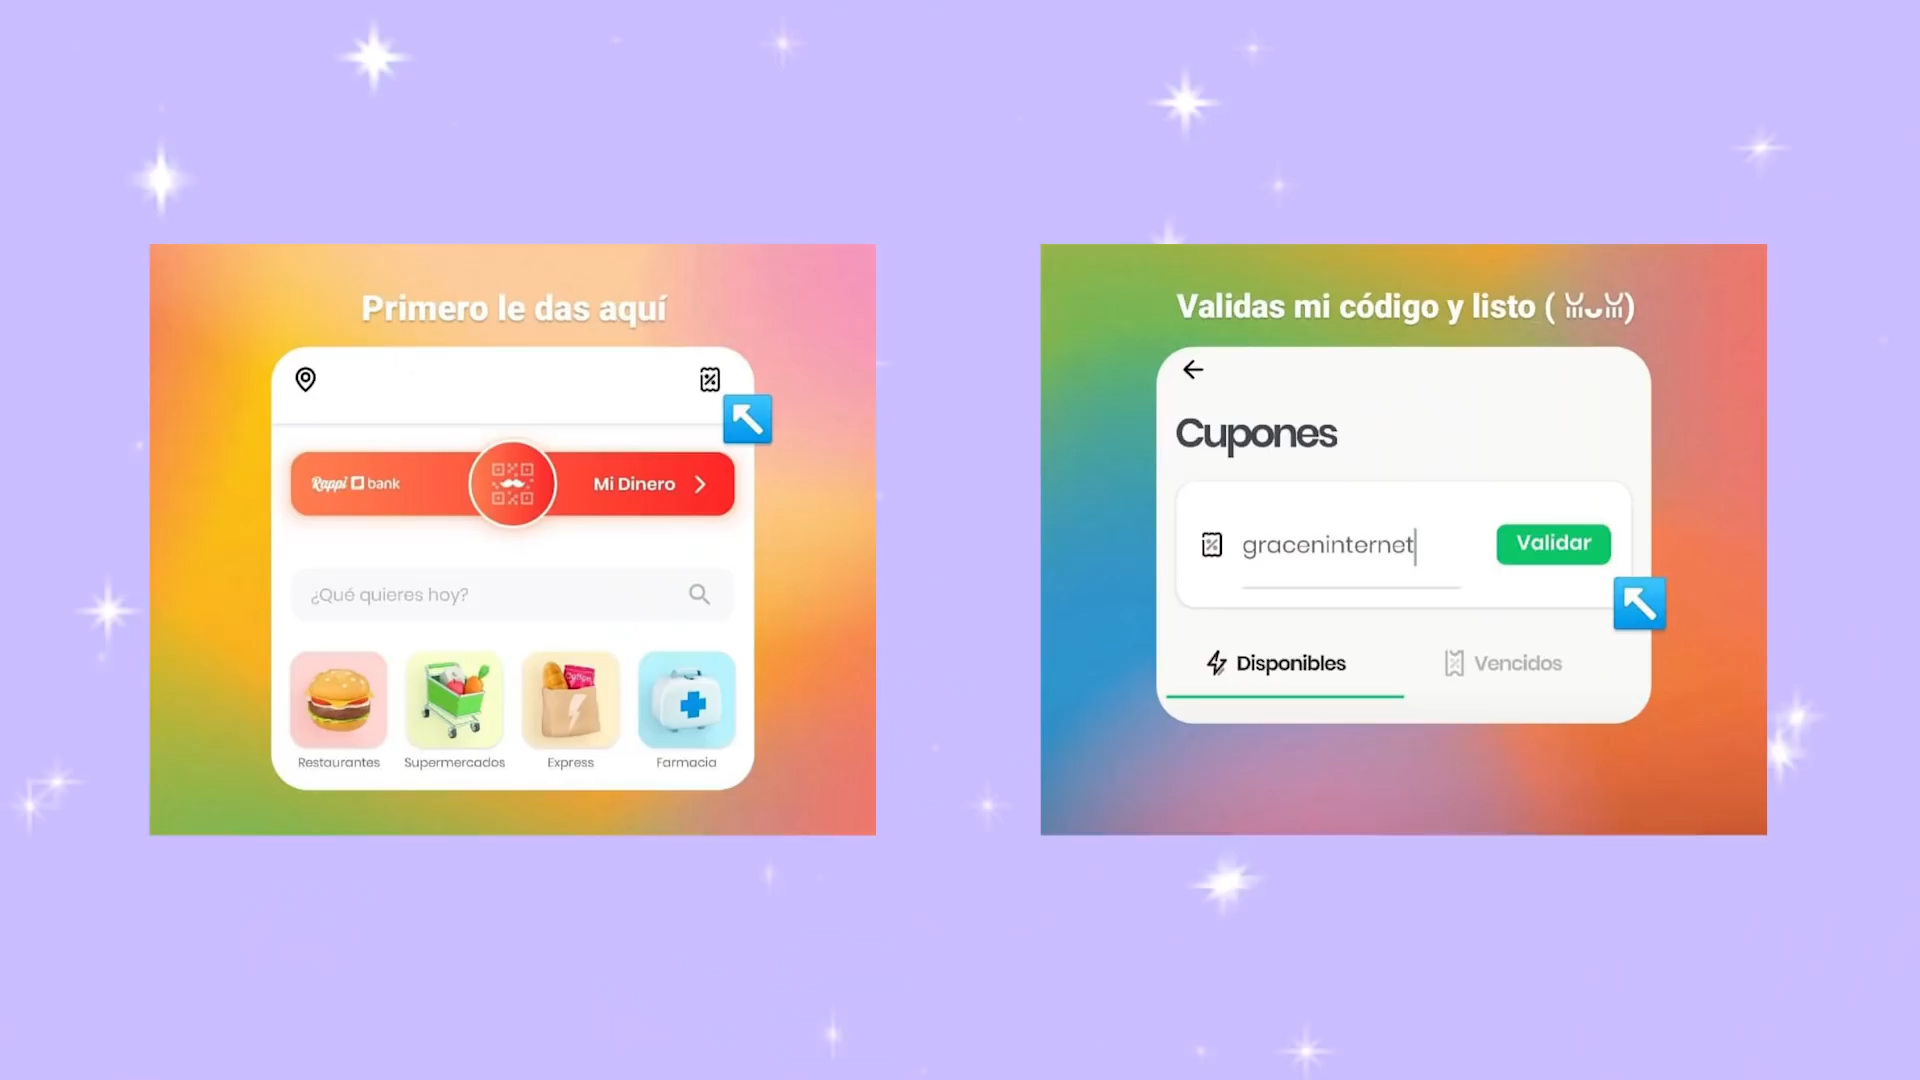 Primero le das aquí
Rappi bank
Mi Dinero
¿Qué quieres hoy?
Restaurantes
Supermercados
Express
Farmacia
Validas mi código y listo ( ꈍᴗꈍ)
Cupones
graceninternet
Validar
Disponibles
Vencidos